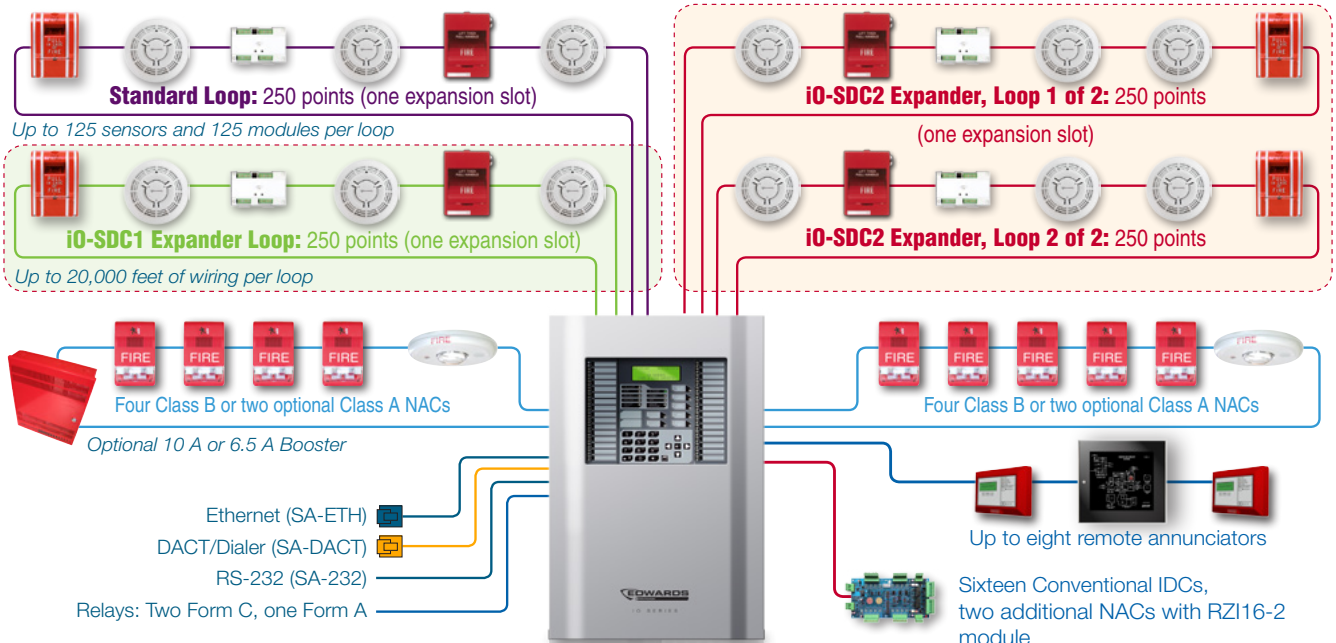 Standard Loop: 250 points (one expansion slot)
Up to 125 sensors and 125 modules per loop
iO-SDC1 Expander Loop: 250 points (one expansion slot)
Up to 20,000 feet of wiring per loop
iO-SDC2 Expander, Loop 1 of 2: 250 points
(one expansion slot)
iO-SDC2 Expander, Loop 2 of 2: 250 points
FIRE
FIRE
FIRE
FIRE
FIRE
FIRE
FIRE
FIRE
FIRE
Four Class B or two optional Class A NACs
Optional 10 A or 6.5 A Booster
Four Class B or two optional Class A NACs
Ethernet (SA-ETH)
DACT/Dialer (SA-DACT)
RS-232 (SA-232)
Relays: Two Form C, one Form A
EDWARDS
iO SERIES
Up to eight remote annunciators
Sixteen Conventional IDCs,
two additional NACs with RZI16-2
module